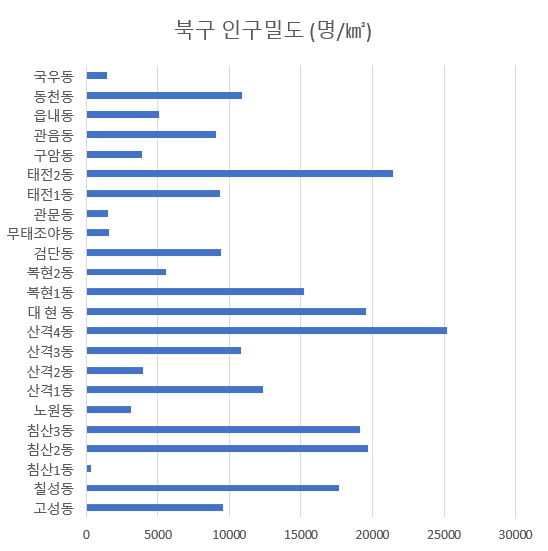 북구 인구밀도 (명/㎢)
국우동
동천동
읍내동
관음동
구암동
태전2동
태전1동
관문동
무태조야동
검단동
복현2동
복현1동
대 현 동
산격4동
산격3동
산격2동
산격1동
노원동
침산3동
침산2동
침산1동
칠성동
고성동
0 5000 10000 15000 20000 25000 30000